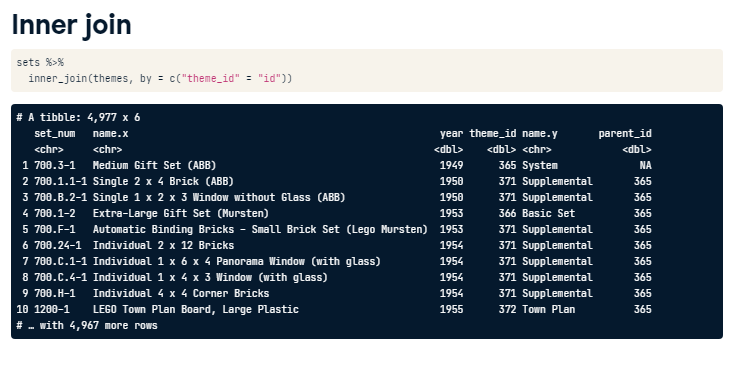 Inner join
sets %>%
  inner_join(themes, by = c("theme_id" = "id"))
# A tibble: 4,977 x 6
   set_num   name.x                                                     year theme_id name.y       parent_id
   <chr>     <chr>                                                     <dbl>    <dbl> <chr>            <dbl>
 1 700.3-1   Medium Gift Set (ABB)                                      1949      365 System              NA
 2 700.1.1-1 Single 2 x 4 Brick (ABB)                                   1950      371 Supplemental       365
 3 700.B.2-1 Single 1 x 2 x 3 Window without Glass (ABB)                1950      371 Supplemental       365
 4 700.1-2   Extra-Large Gift Set (Mursten)                             1953      366 Basic Set          365
 5 700.F-1   Automatic Binding Bricks - Small Brick Set (Lego Mursten)  1953      371 Supplemental       365
 6 700.24-1  Individual 2 x 12 Bricks                                   1954      371 Supplemental       365
 7 700.C.1-1 Individual 1 x 6 x 4 Panorama Window (with glass)          1954      371 Supplemental       365
 8 700.C.4-1 Individual 1 x 4 x 3 Window (with glass)                   1954      371 Supplemental       365
 9 700.H-1   Individual 4 x 4 Corner Bricks                             1954      371 Supplemental       365
10 1200-1    LEGO Town Plan Board, Large Plastic                        1955      372 Town Plan          365
# … with 4,967 more rows